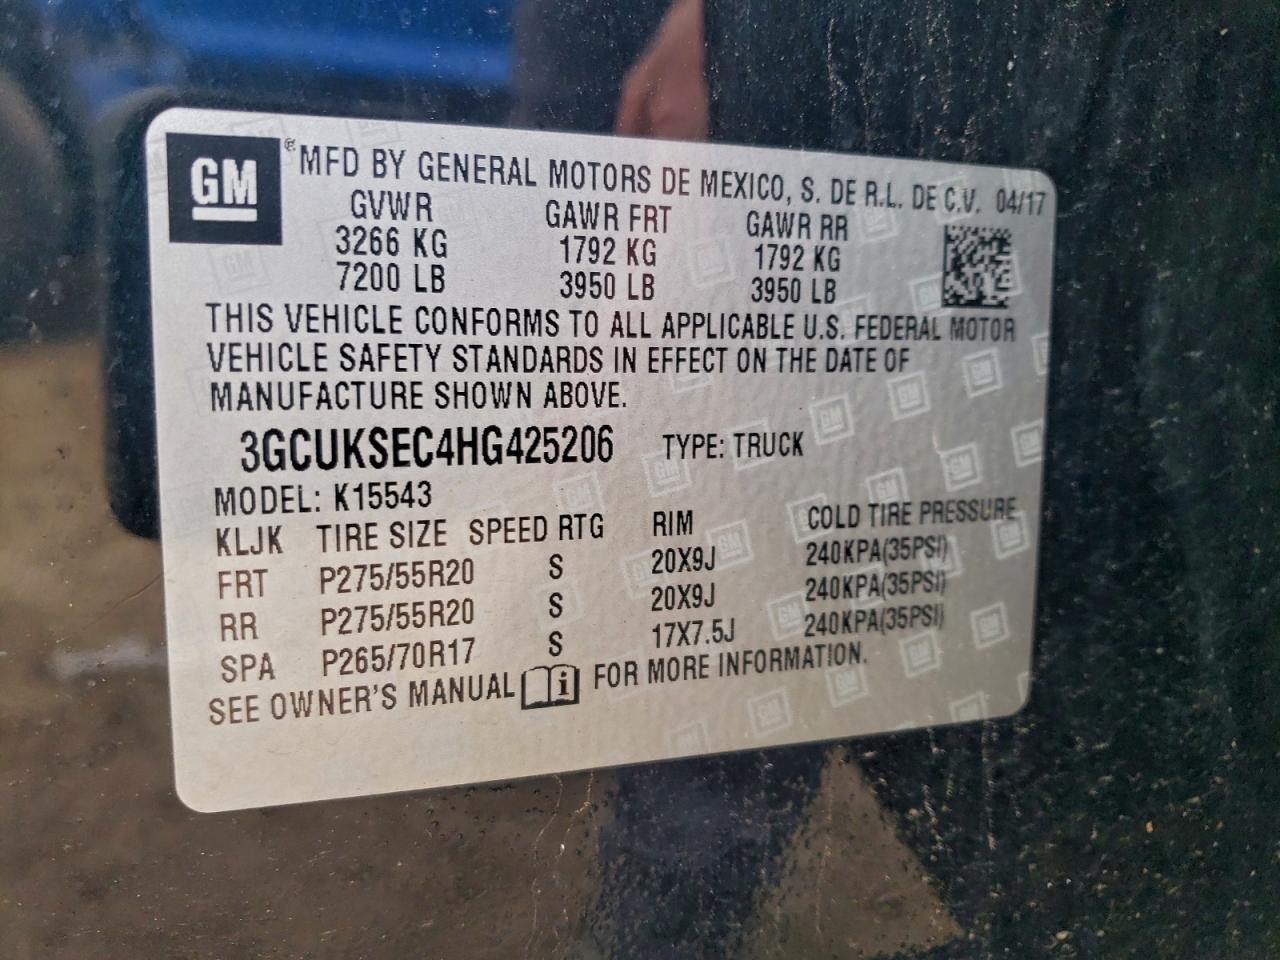 GM ® MFD BY GENERAL MOTORS DE MEXICO, S. DE R.L. DE C.V. 04/17
GVWR GAWR FRT GAWR RR
3266 KG 1792 KG 1792 KG
7200 LB 3950 LB 3950 LB
THIS VEHICLE CONFORMS TO ALL APPLICABLE U.S. FEDERAL MOTOR
VEHICLE SAFETY STANDARDS IN EFFECT ON THE DATE OF
MANUFACTURE SHOWN ABOVE.
3GCUKSEC4HG425206 TYPE: TRUCK
MODEL: K15543
KLJK TIRE SIZE SPEED RTG RIM COLD TIRE PRESSURE
FRT P275/55R20 S 20X9J 240KPA(35PSI)
RR P275/55R20 S 20X9J 240KPA(35PSI)
SPA P265/70R17 S 17X7.5J 240KPA(35PSI)
SEE OWNER'S MANUAL i FOR MORE INFORMATION.